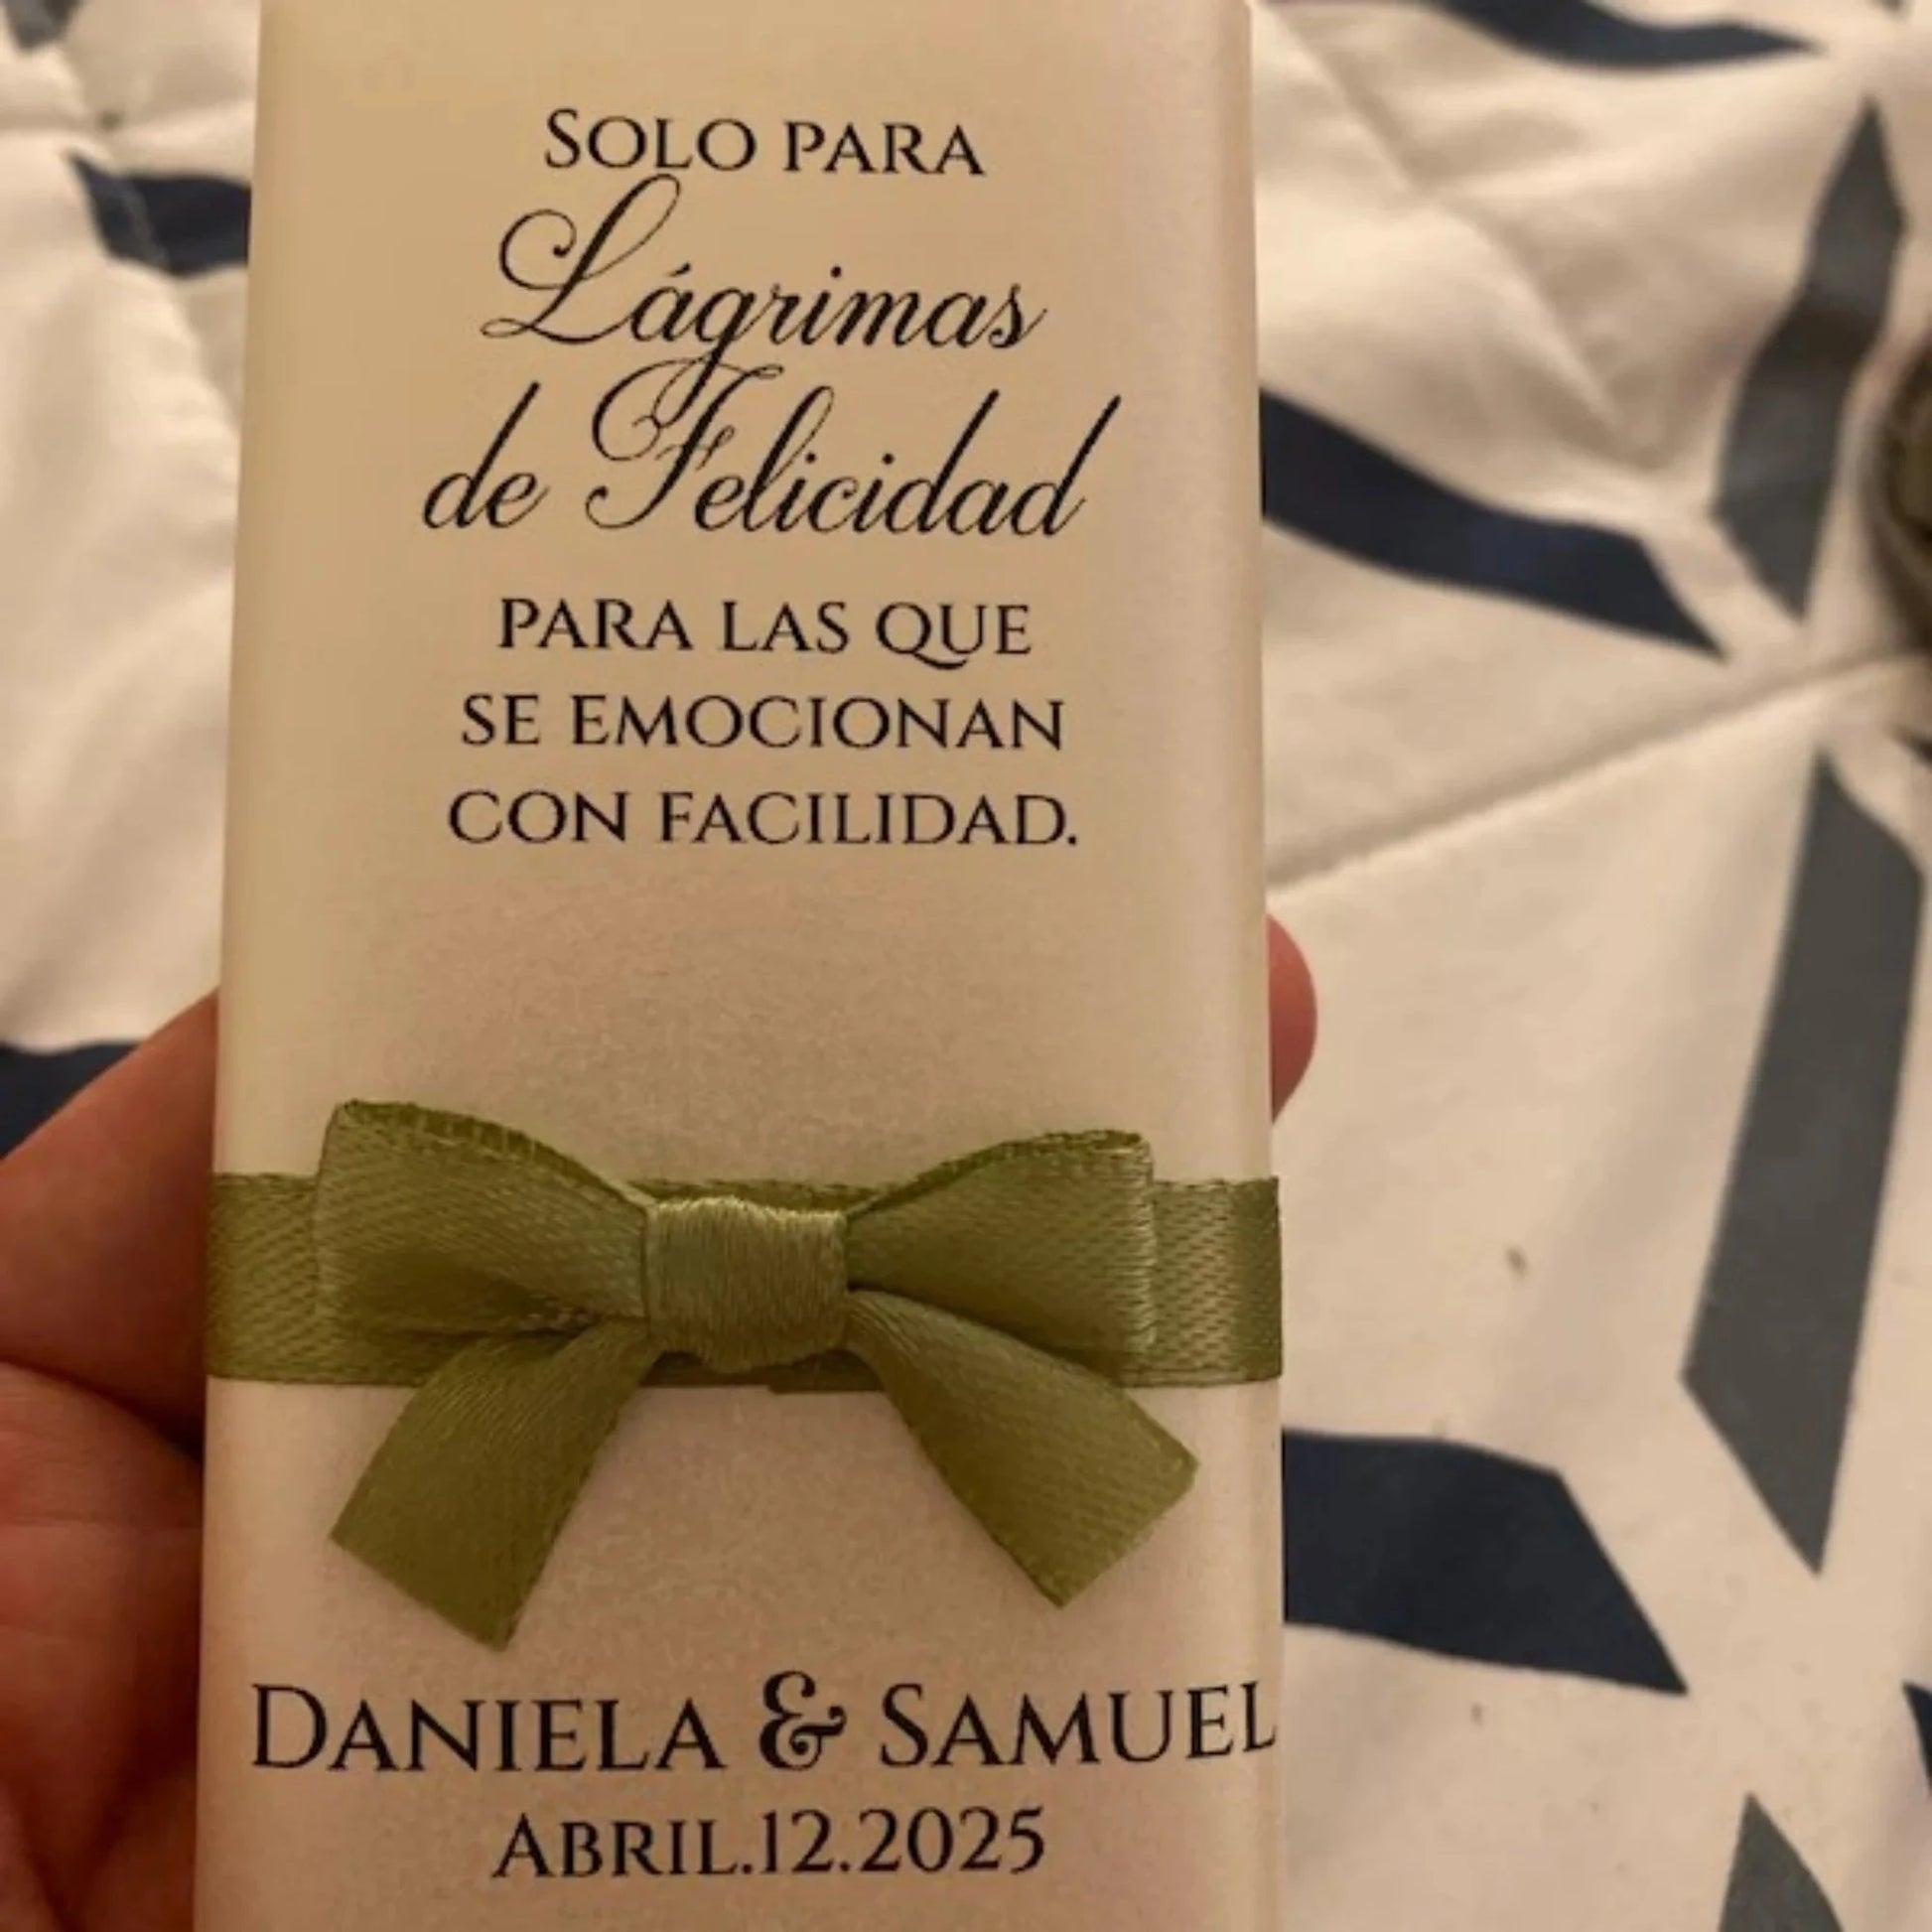 Solo para
Lágrimas
de Felicidad
para las que
se emocionan
con facilidad.
Daniela & Samuel
Abril.12.2025